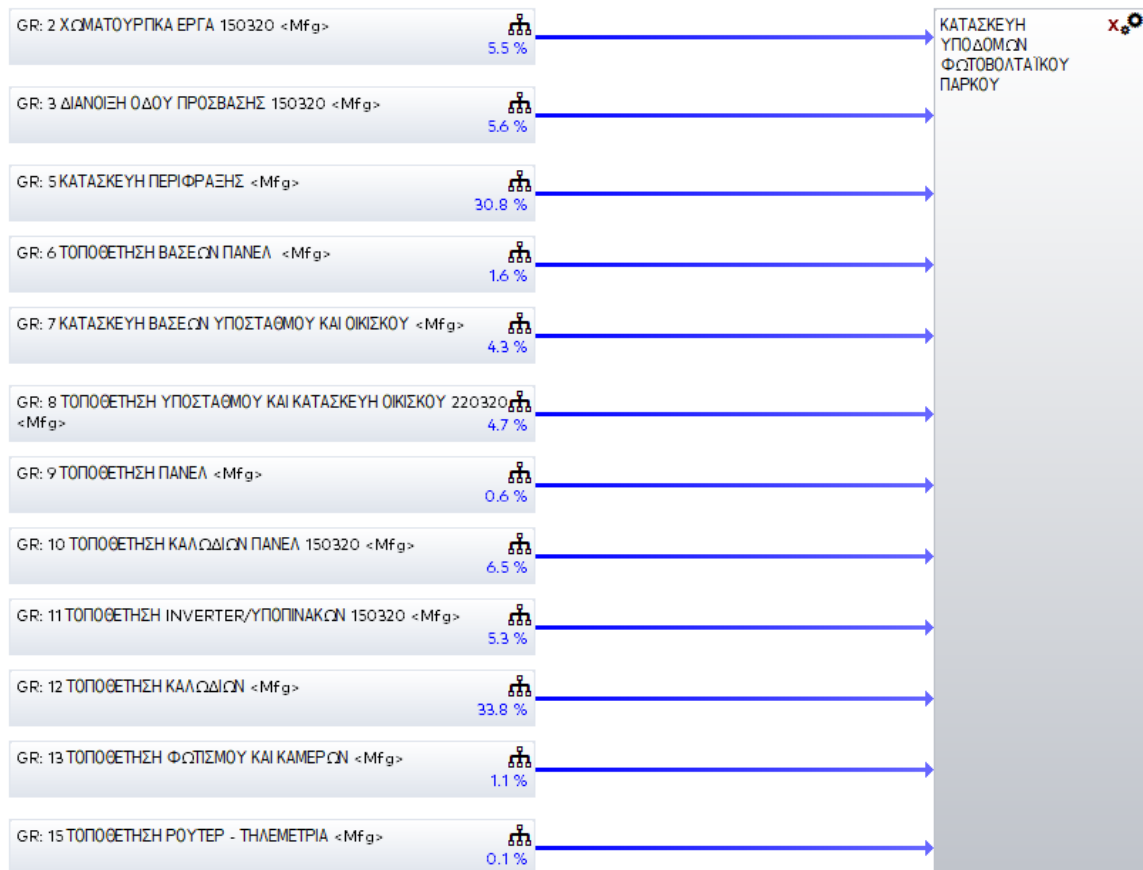 GR: 2 ΧΩΜΑΤΟΥΡΓΙΚΑ ΕΡΓΑ 150320 <Mfg>
5.5 %
ΚΑΤΑΣΚΕΥΗ
ΥΠΟΔΟΜΩΝ
ΦΩΤΟΒΟΛΤΑΪΚΟΥ
ΠΑΡΚΟΥ
x
GR: 3 ΔΙΑΝΟΙΞΗ ΟΔΟΥ ΠΡΟΣΒΑΣΗΣ 150320 <Mfg>
5.6 %
GR: 5 ΚΑΤΑΣΚΕΥΗ ΠΕΡΙΦΡΑΞΗΣ <Mfg>
30.8 %
GR: 6 ΤΟΠΟΘΕΤΗΣΗ ΒΑΣΕΩΝ ΠΑΝΕΛ <Mfg>
1.6 %
GR: 7 ΚΑΤΑΣΚΕΥΗ ΒΑΣΕΩΝ ΥΠΟΣΤΑΘΜΟΥ ΚΑΙ ΟΙΚΙΣΚΟΥ <Mfg>
4.3 %
GR: 8 ΤΟΠΟΘΕΤΗΣΗ ΥΠΟΣΤΑΘΜΟΥ ΚΑΙ ΚΑΤΑΣΚΕΥΗ ΟΙΚΙΣΚΟΥ 220320
<Mfg>
4.7 %
GR: 9 ΤΟΠΟΘΕΤΗΣΗ ΠΑΝΕΛ <Mfg>
0.6 %
GR: 10 ΤΟΠΟΘΕΤΗΣΗ ΚΑΛΩΔΙΩΝ ΠΑΝΕΛ 150320 <Mfg>
6.5 %
GR: 11 ΤΟΠΟΘΕΤΗΣΗ INVERTER/ΥΠΟΠΙΝΑΚΩΝ 150320 <Mfg>
5.3 %
GR: 12 ΤΟΠΟΘΕΤΗΣΗ ΚΑΛΩΔΙΩΝ <Mfg>
33.8 %
GR: 13 ΤΟΠΟΘΕΤΗΣΗ ΦΩΤΙΣΜΟΥ ΚΑΙ ΚΑΜΕΡΩΝ <Mfg>
1.1 %
GR: 15 ΤΟΠΟΘΕΤΗΣΗ ΡΟΥΤΕΡ - ΤΗΛΕΜΕΤΡΙΑ <Mfg>
0.1 %